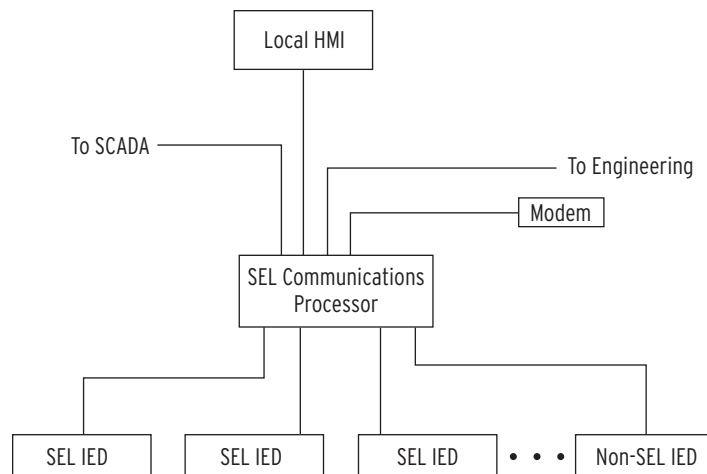 Local HMI
To SCADA
To Engineering
Modem
SEL Communications
Processor
SEL IED
SEL IED
SEL IED
Non-SEL IED